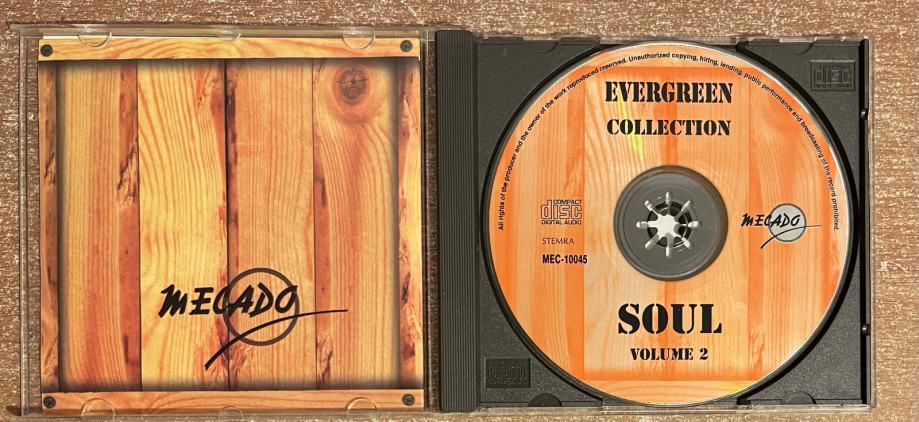 MECADO
All rights of the producer and the owner of the work reproduced reserved. Unauthorized copying, hiring, lending, public performance and broadcasting of the record prohibited.
EVERGREEN
COLLECTION
COMPACT
disc
DIGITAL AUDIO
STEMRA
MEC-10045
MECADO
SOUL
VOLUME 2